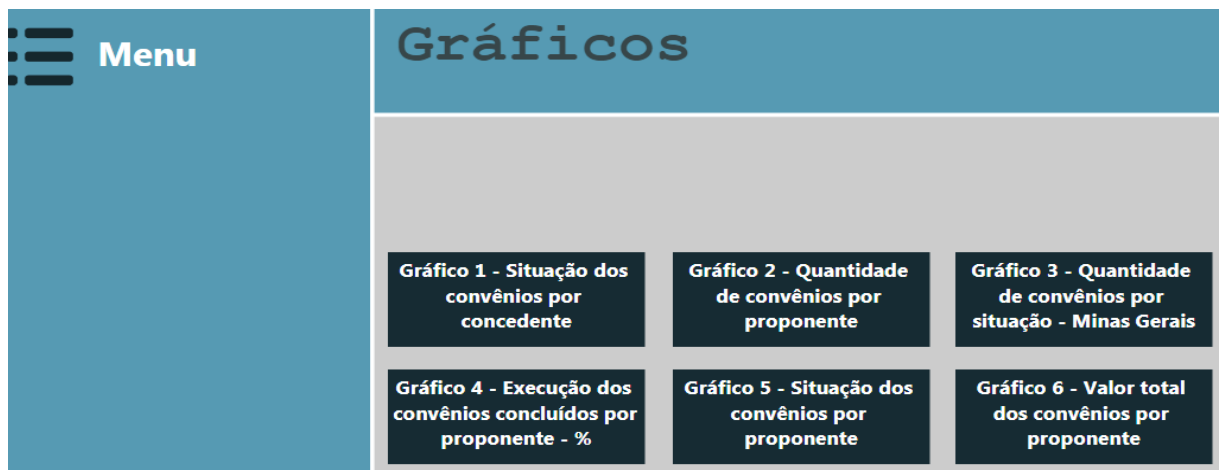 Menu
Gráficos
Gráfico 1 - Situação dos
convênios por
concedente
Gráfico 2 - Quantidade
de convênios por
proponente
Gráfico 3 - Quantidade
de convênios por
situação - Minas Gerais
Gráfico 4 - Execução dos
convênios concluídos por
proponente - %
Gráfico 5 - Situação dos
convênios por
proponente
Gráfico 6 - Valor total
dos convênios por
proponente